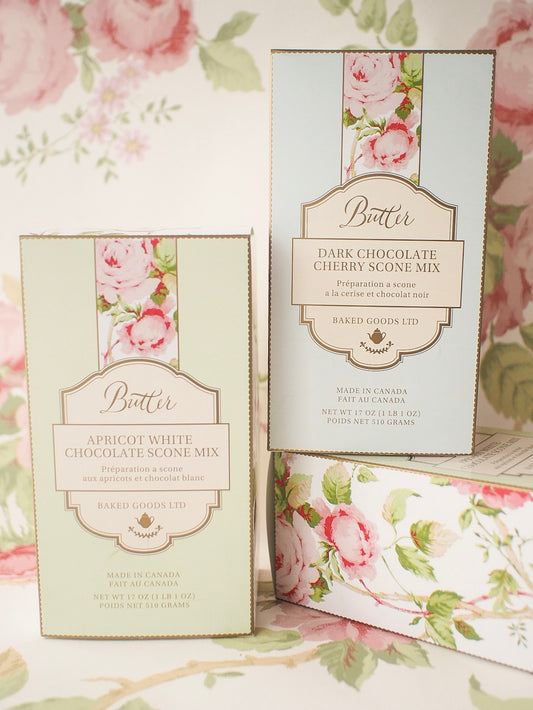 Butter
DARK CHOCOLATE
CHERRY SCONE MIX
Préparation a scone
a la cerise et chocolat noir
BAKED GOODS LTD
MADE IN CANADA
FAIT AU CANADA
NET WT 17 OZ (1 LB 1 OZ)
POIDS NET 510 GRAMS
Butter
APRICOT WHITE
CHOCOLATE SCONE MIX
Préparation a scone
aux apricots et chocolat blanc
BAKED GOODS LTD
MADE IN CANADA
FAIT AU CANADA
NET WT 17 OZ (1 LB 1 OZ)
POIDS NET 510 GRAMS